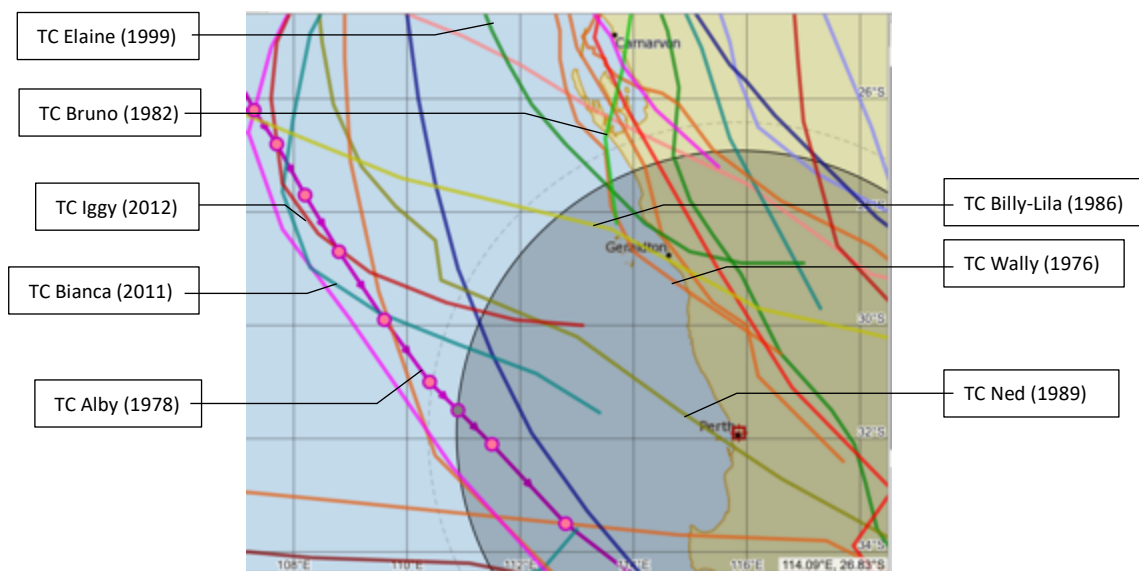 TC Elaine (1999)
Carnarvon
26°S
TC Bruno (1982)
TC Iggy (2012)
TC Billy-Lila (1986)
Geraldton
TC Wally (1976)
TC Bianca (2011)
30°S
TC Alby (1978)
TC Ned (1989)
Perth
32°S
34°S
108°E 110°E 112°E 114°E 116°E 114.09°E, 26.83°S